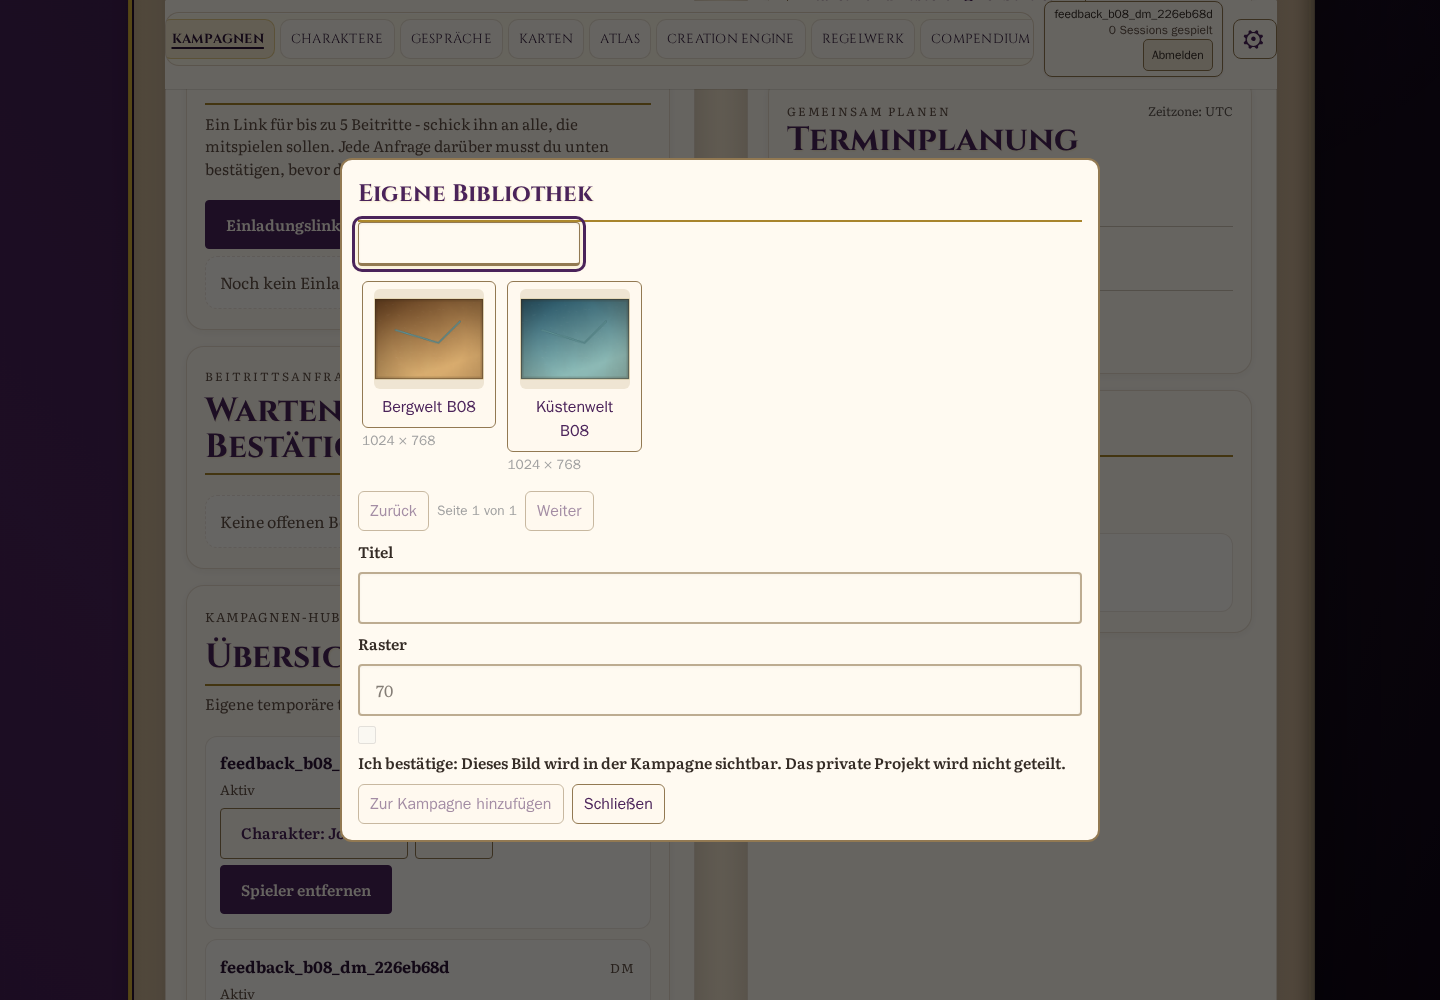 KAMPAGNEN
CHARAKTERE
GESPRÄCHE
KARTEN
ATLAS
CREATION ENGINE
REGELWERK
COMPENDIUM
feedback_b08_dm_226eb68d
0 Sessions gespielt
Abmelden
Ein Link für bis zu 5 Beitritte - schick ihn an alle, die
mitspielen sollen. Jede Anfrage darüber musst du unten
bestätigen, bevor d
Einladungslink
Noch kein Einla
BEITRITTSANFRA
WARTEN
BESTÄTIG
Keine offenen B
KAMPAGNEN-HUB
ÜBERSIC
Eigene temporäre t
feedback_b08_
Aktiv
Charakter: Jo
Spieler entfernen
feedback_b08_dm_226eb68d
DM
Aktiv
GEMEINSAM PLANEN
Zeitzone: UTC
TERMINPLANUNG
EIGENE BIBLIOTHEK
Bergwelt B08
1024 × 768
Küstenwelt
B08
1024 × 768
Zurück
Seite 1 von 1
Weiter
Titel
Raster
70
Ich bestätige: Dieses Bild wird in der Kampagne sichtbar. Das private Projekt wird nicht geteilt.
Zur Kampagne hinzufügen
Schließen